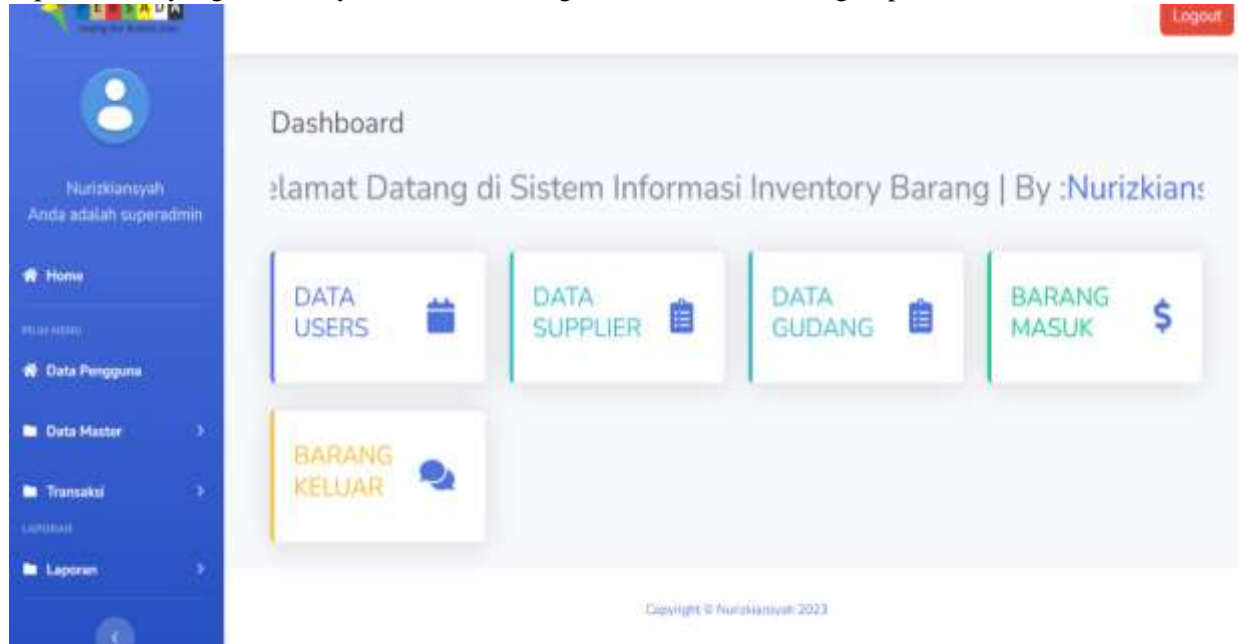 Logout
Nurizkiansyah
Anda adalah superadmin
Home
Data Pengguna
Data Master
Transaksi
LAPORAN
Laporan
Dashboard
elamat Datang di Sistem Informasi Inventory Barang | By :Nurizkians
DATA
USERS
DATA
SUPPLIER
DATA
GUDANG
BARANG
MASUK
BARANG
KELUAR
Copyright © Nurizkiansyah 2023